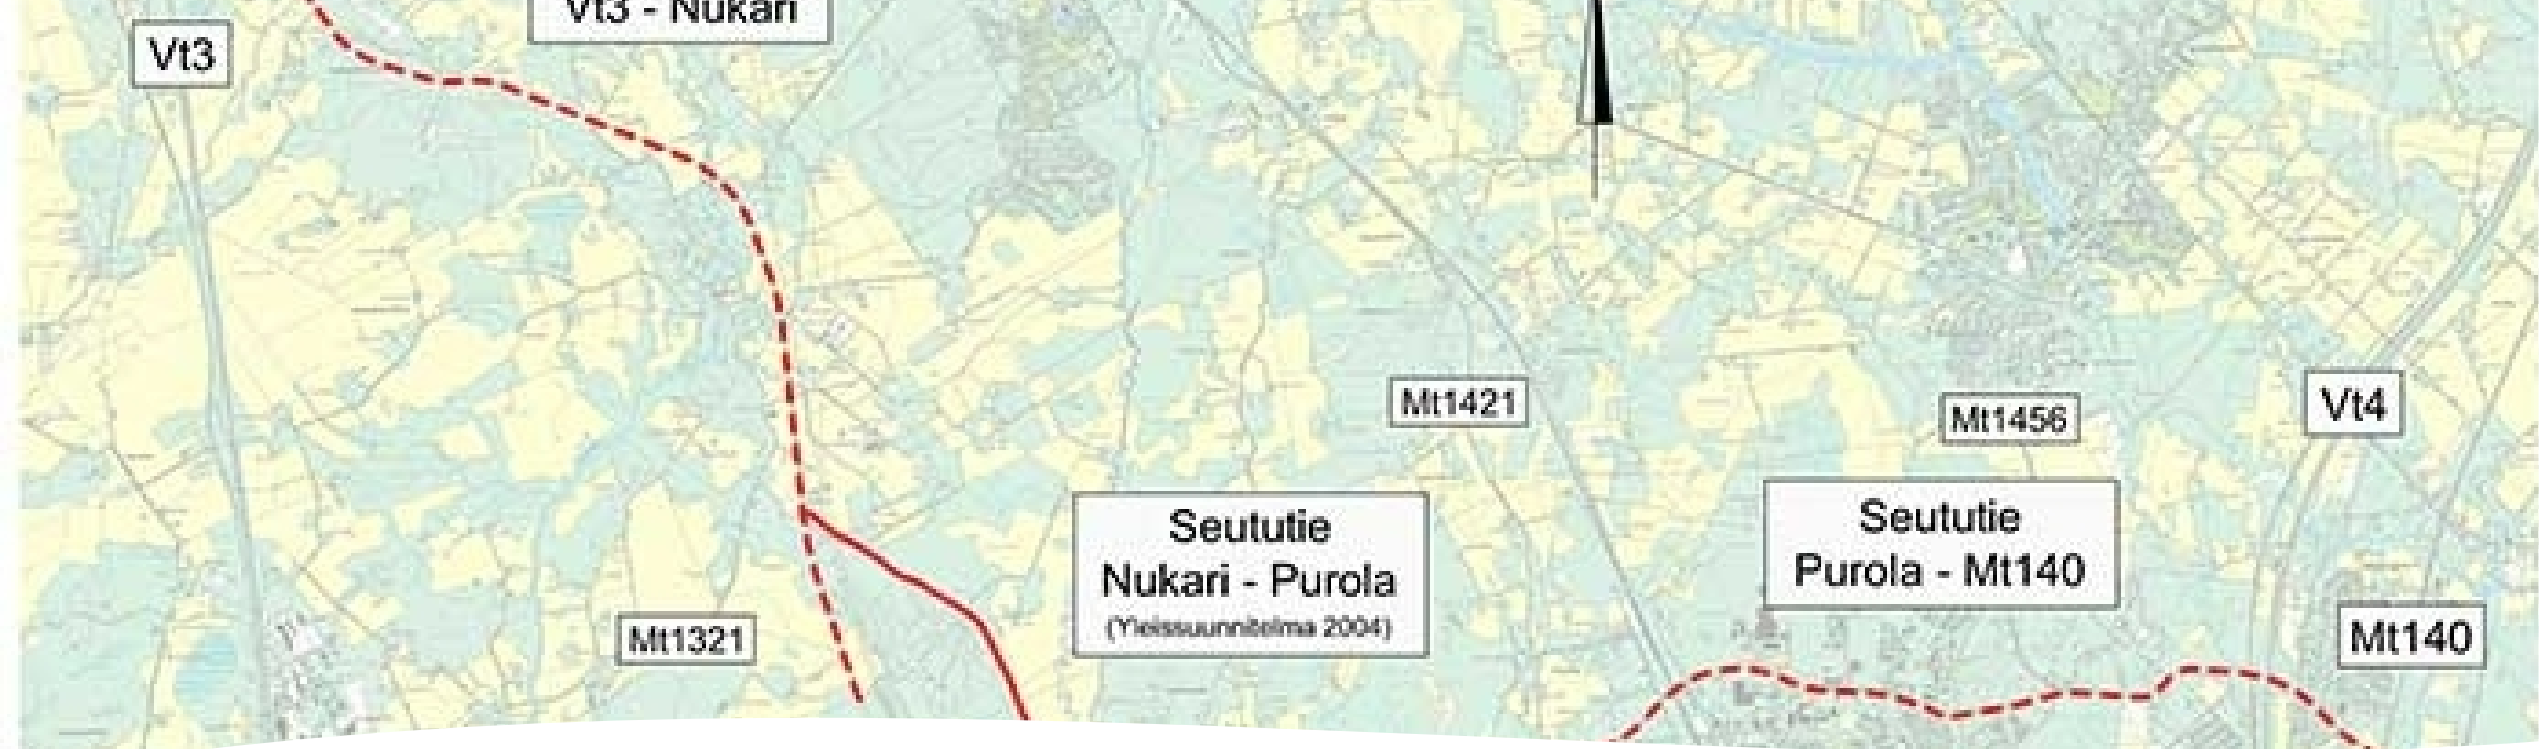 Vt3 - Nukari
Vt3
Mt1421
Mt1456
Vt4
Seututie
Nukari - Purola
(Yleissuunnitelma 2004)
Seututie
Purola - Mt140
Mt1321
Mt140